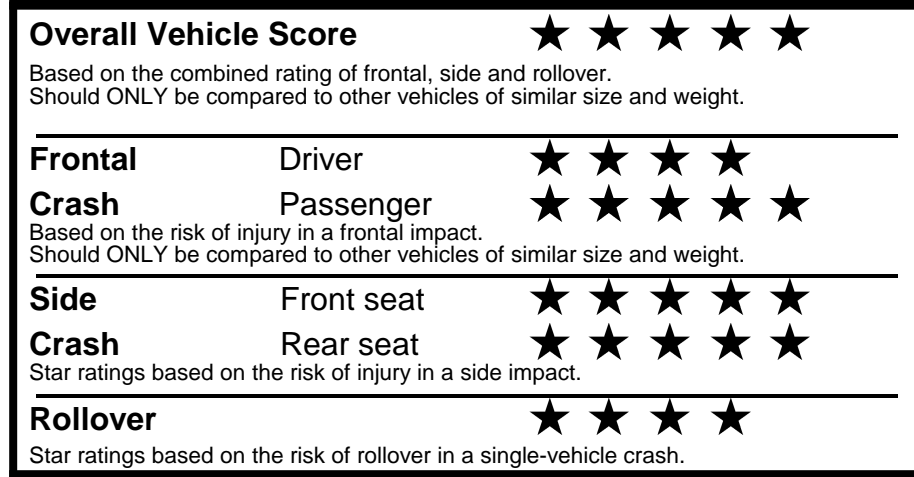 Overall Vehicle Score ★ ★ ★ ★ ★
Based on the combined rating of frontal, side and rollover.
Should ONLY be compared to other vehicles of similar size and weight.
Frontal Driver ★ ★ ★ ★
Crash Passenger ★ ★ ★ ★ ★
Based on the risk of injury in a frontal impact.
Should ONLY be compared to other vehicles of similar size and weight.
Side Front seat ★ ★ ★ ★ ★
Crash Rear seat ★ ★ ★ ★ ★
Star ratings based on the risk of injury in a side impact.
Rollover ★ ★ ★ ★
Star ratings based on the risk of rollover in a single-vehicle crash.